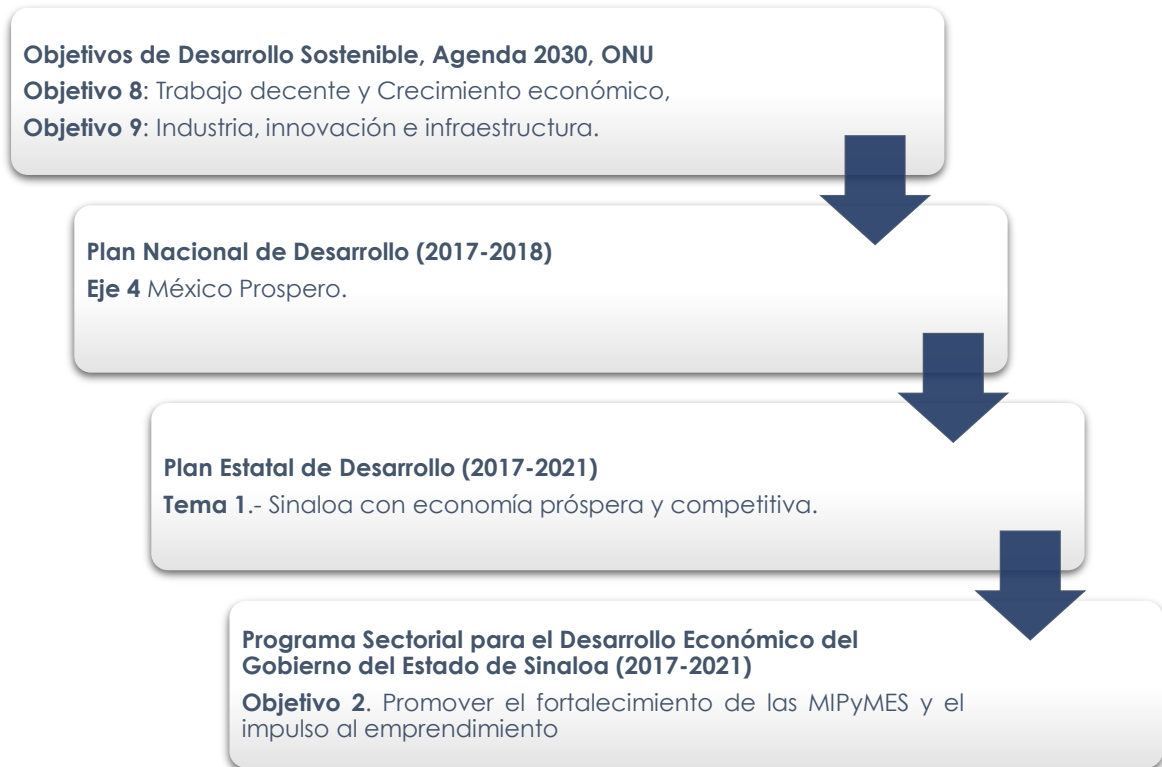 Objetivos de Desarrollo Sostenible, Agenda 2030, ONU
Objetivo 8: Trabajo decente y Crecimiento económico,
Objetivo 9: Industria, innovación e infraestructura.
Plan Nacional de Desarrollo (2017-2018)
Eje 4 México Prospero.
Plan Estatal de Desarrollo (2017-2021)
Tema 1.- Sinaloa con economía próspera y competitiva.
Programa Sectorial para el Desarrollo Económico del
Gobierno del Estado de Sinaloa (2017-2021)
Objetivo 2. Promover el fortalecimiento de las MIPyMES y el
impulso al emprendimiento